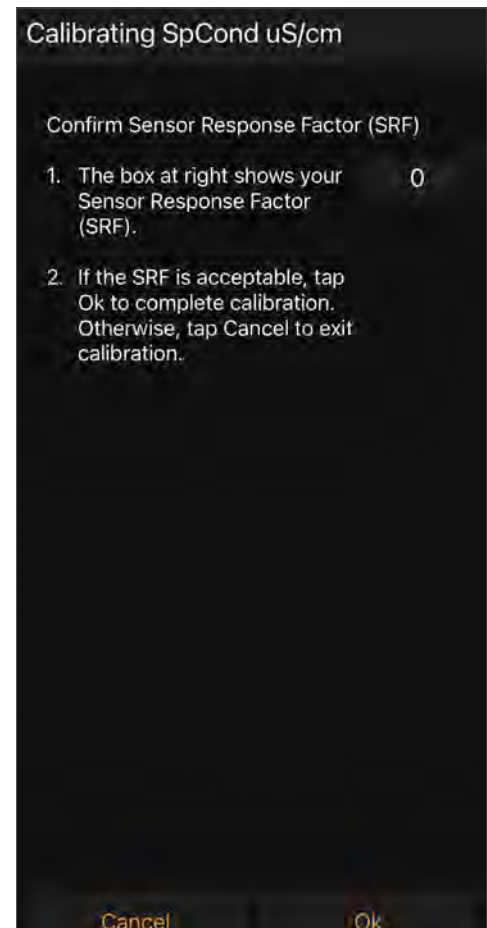 Calibrating SpCond uS/cm
Confirm Sensor Response Factor (SRF)
1. The box at right shows your 0
Sensor Response Factor
(SRF).
2. If the SRF is acceptable, tap
Ok to complete calibration.
Otherwise, tap Cancel to exit
calibration.
Cancel Ok